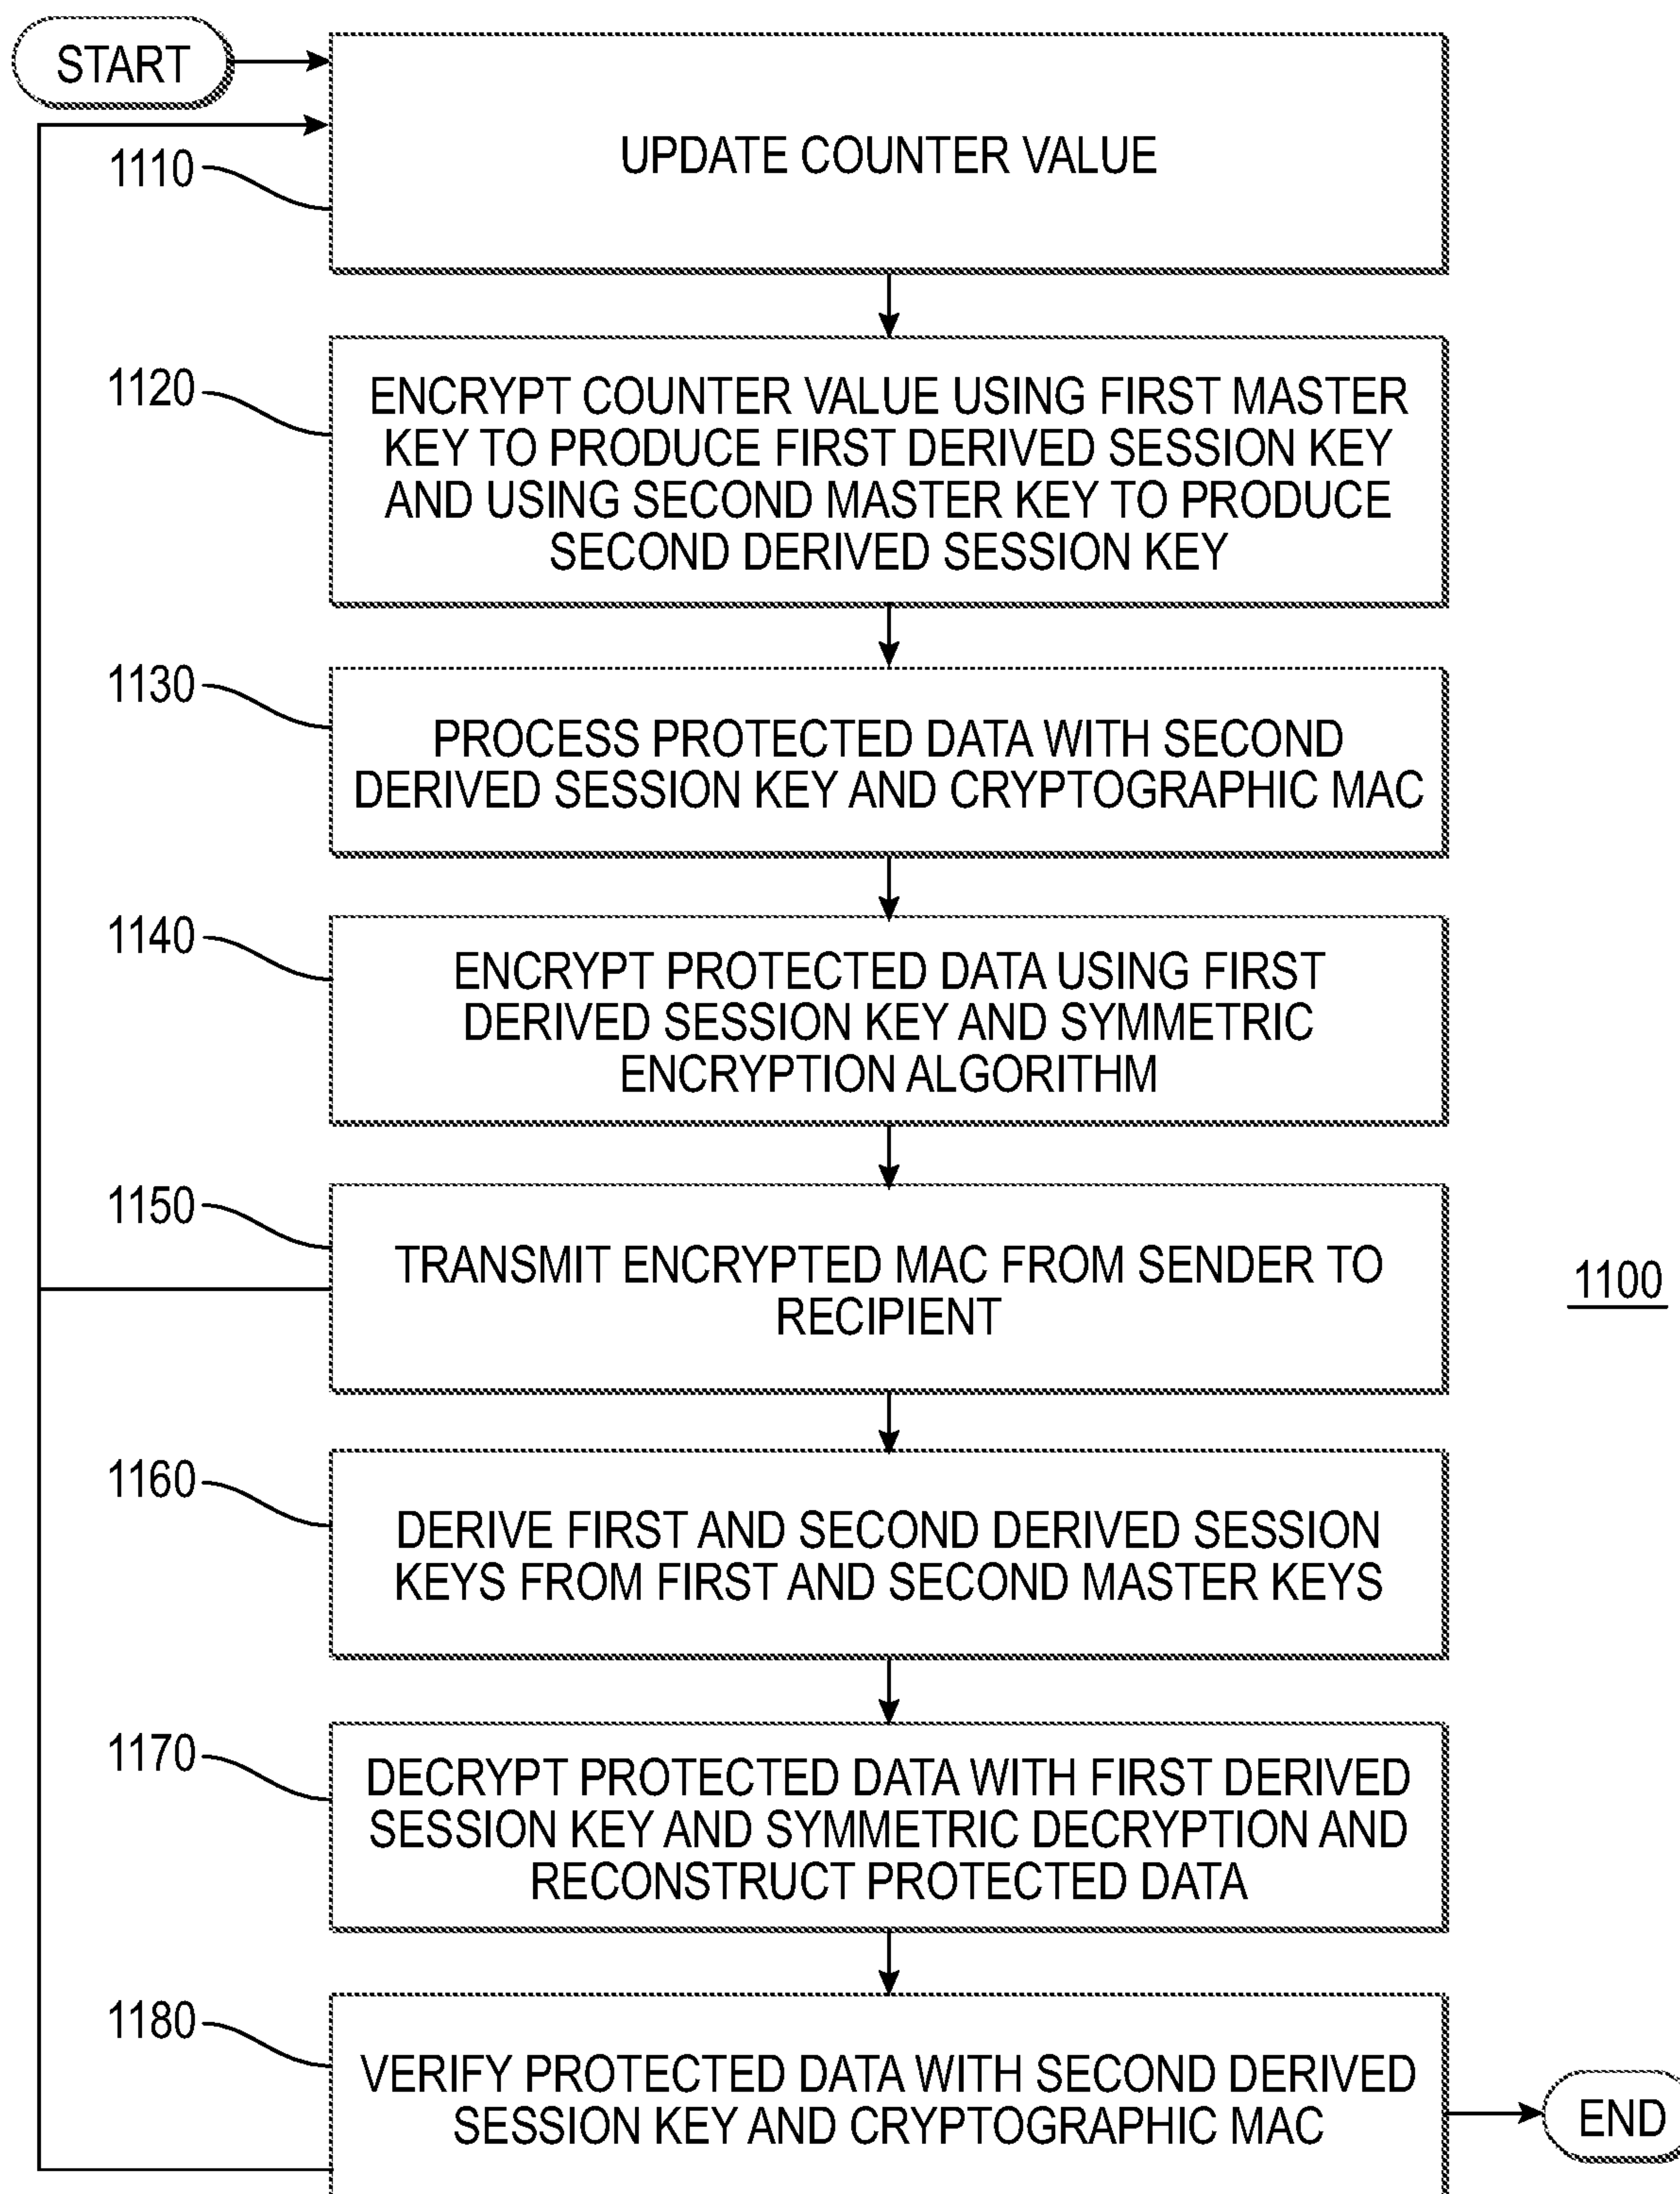 START
UPDATE COUNTER VALUE
1110
1120
ENCRYPT COUNTER VALUE USING FIRST MASTER
KEY TO PRODUCE FIRST DERIVED SESSION KEY
AND USING SECOND MASTER KEY TO PRODUCE
SECOND DERIVED SESSION KEY
1130
PROCESS PROTECTED DATA WITH SECOND
DERIVED SESSION KEY AND CRYPTOGRAPHIC MAC
1140
ENCRYPT PROTECTED DATA USING FIRST
DERIVED SESSION KEY AND SYMMETRIC
ENCRYPTION ALGORITHM
1150
TRANSMIT ENCRYPTED MAC FROM SENDER TO
RECIPIENT
1100
1160
DERIVE FIRST AND SECOND DERIVED SESSION
KEYS FROM FIRST AND SECOND MASTER KEYS
1170
DECRYPT PROTECTED DATA WITH FIRST DERIVED
SESSION KEY AND SYMMETRIC DECRYPTION AND
RECONSTRUCT PROTECTED DATA
1180
VERIFY PROTECTED DATA WITH SECOND DERIVED
SESSION KEY AND CRYPTOGRAPHIC MAC
END